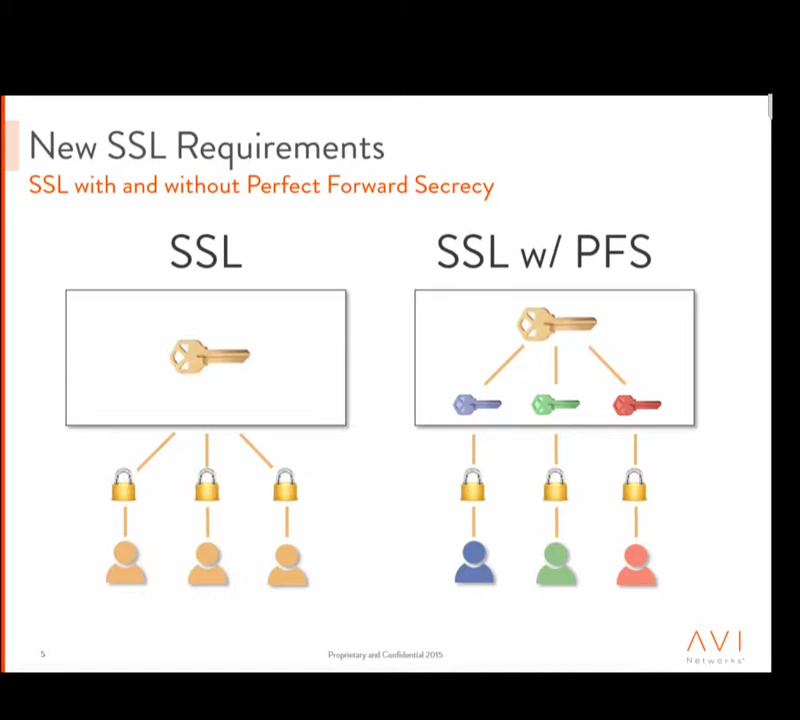 New SSL Requirements
SSL with and without Perfect Forward Secrecy
SSL
SSL w/ PFS
5
Proprietary and Confidential 2015
AVI
Networks